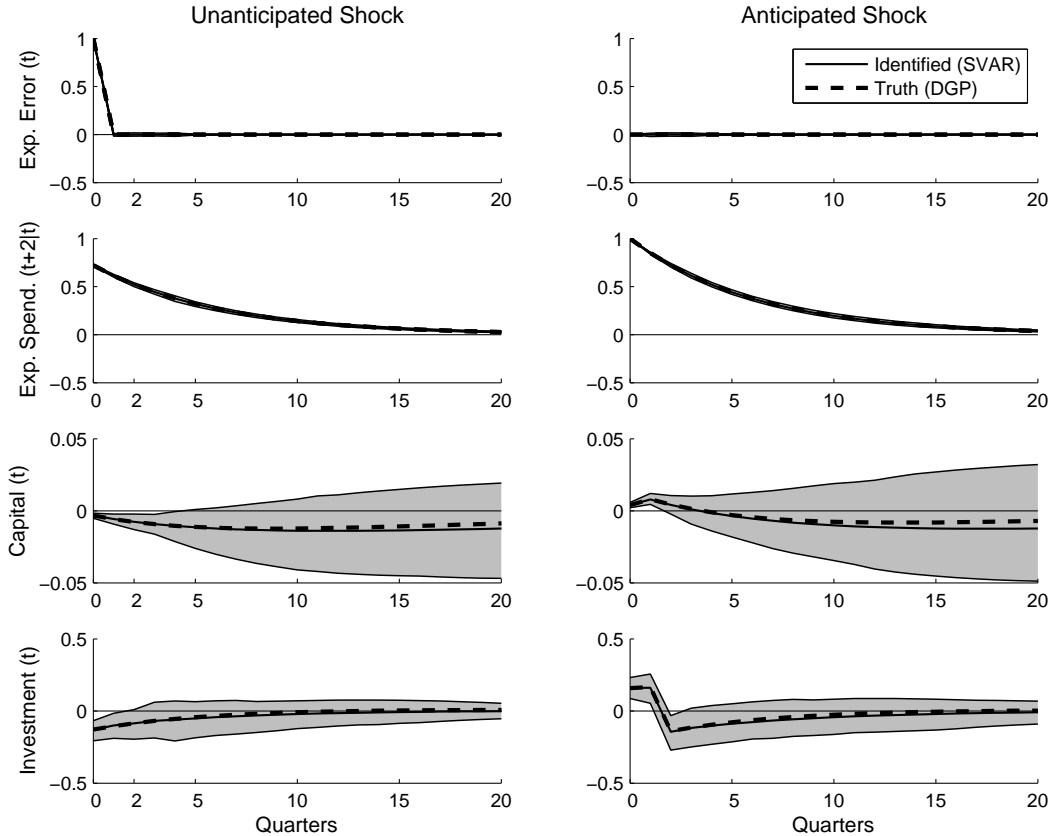 Unanticipated Shock
Anticipated Shock
Exp. Error (t)
1
0.5
0
−0.5
0 2 5 10 15 20
1
0.5
0
−0.5
0 5 10 15 20
Identified (SVAR)
Truth (DGP)
Exp. Spend. (t+2|t)
1
0.5
0
−0.5
0 2 5 10 15 20
1
0.5
0
−0.5
0 5 10 15 20
Capital (t)
0.05
0
−0.05
0 2 5 10 15 20
0.05
0
−0.05
0 5 10 15 20
Investment (t)
0.5
0
−0.5
0 2 5 10 15 20
Quarters
0.5
0
−0.5
0 5 10 15 20
Quarters